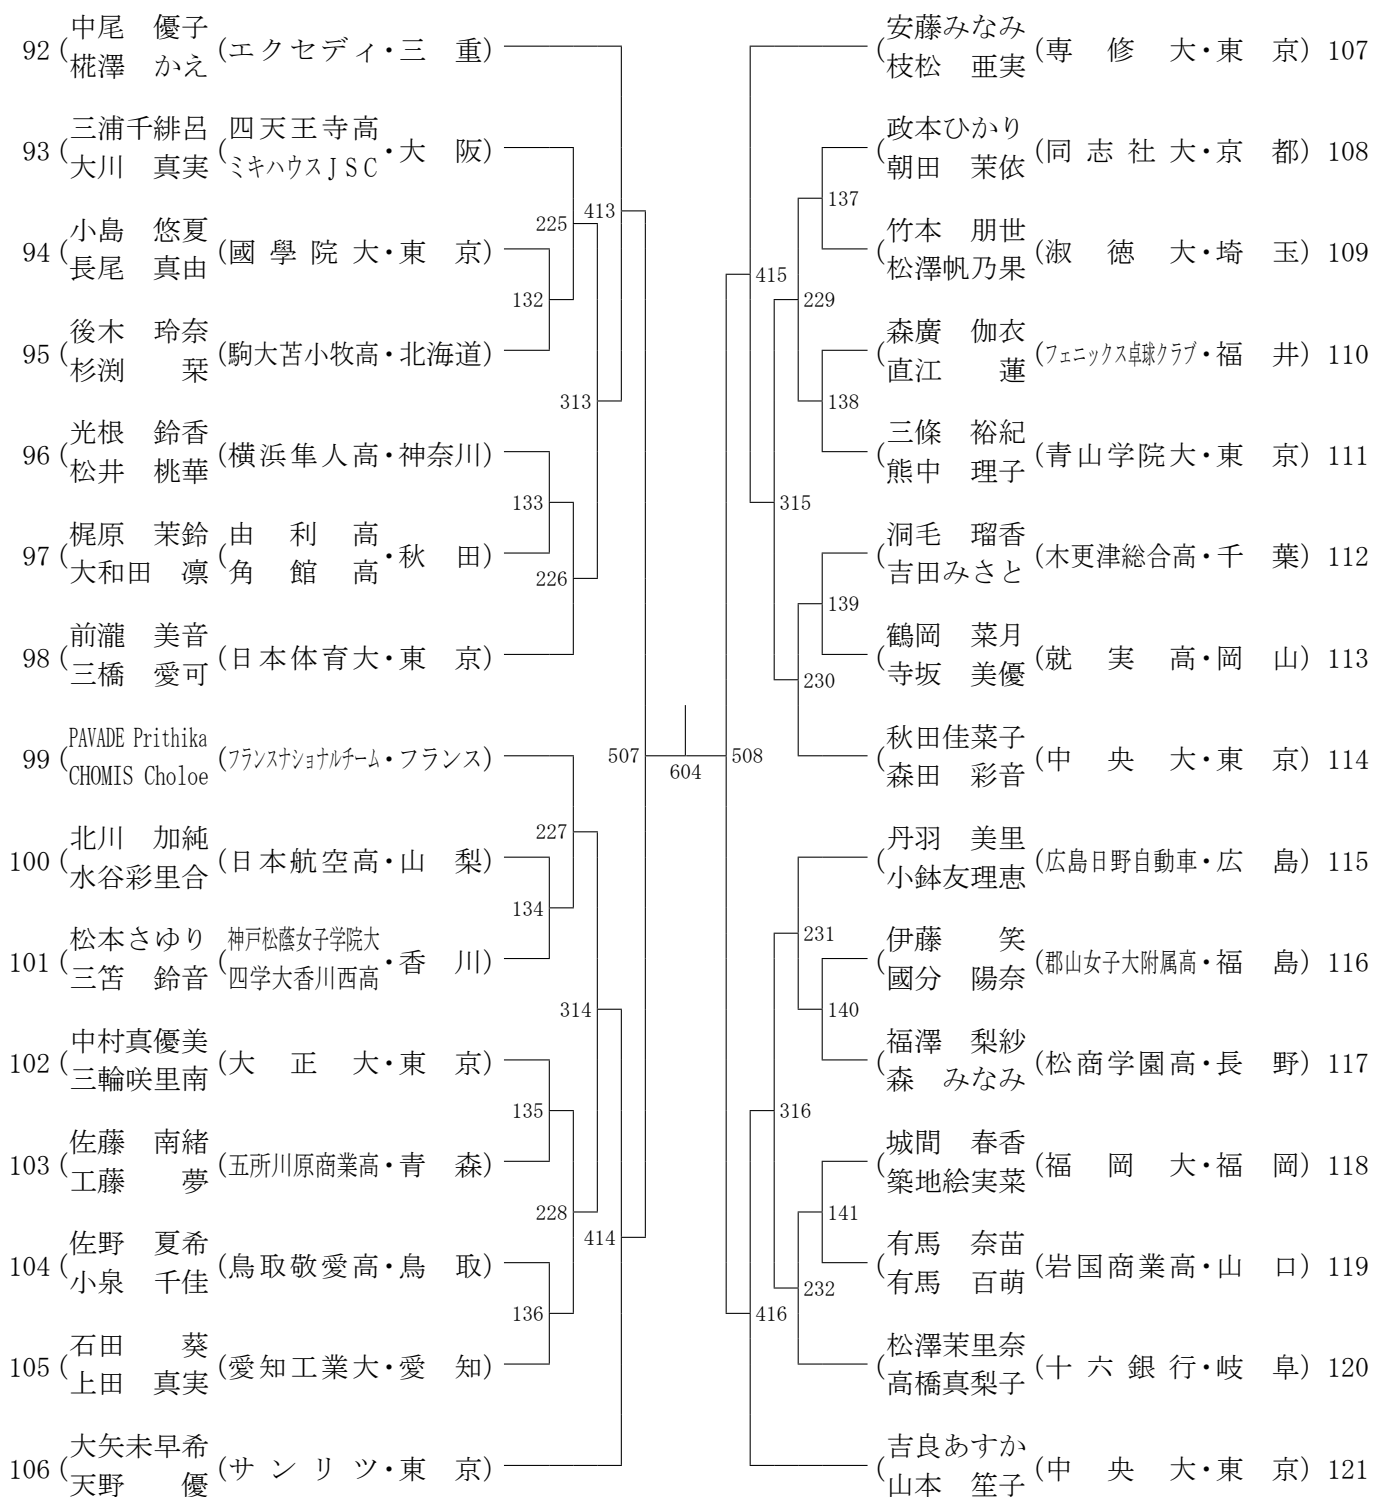 92 (中尾 優子 椛澤 かえ (エクセディ・三 重)
93 (三浦千緋呂 大川 真実 (四天王寺高 ミキハウスJSC・大 阪)
94 (小島 悠夏 長尾 真由 (國學院大・東 京)
95 (後木 玲奈 杉渕 栞 (駒大苫小牧高・北海道)
96 (光根 鈴香 松井 桃華 (横浜隼人高・神奈川)
97 (梶原 茉鈴 大和田 凛 (由利高 角館高・秋 田)
98 (前瀧 美音 三橋 愛可 (日本体育大・東 京)
99 (PAVADE Prithika CHOMIS Choloe (フランスナショナルチーム・フランス)
100 (北川 加純 水谷彩里合 (日本航空高・山 梨)
101 (松本さゆり 三笘 鈴音 (神戸松蔭女子学院大 四学大香川西高・香 川)
102 (中村真優美 三輪咲里南 (大正大・東 京)
103 (佐藤 南緒 工藤 夢 (五所川原商業高・青 森)
104 (佐野 夏希 小泉 千佳 (鳥取敬愛高・鳥 取)
105 (石田 葵 上田 真実 (愛知工業大・愛 知)
106 (大矢未早希 天野 優 (サンリツ・東 京)
413
225
132
313
133
226
507
604
508
227
134
314
135
228
414
136
415
137
229
138
315
139
230
231
140
316
141
232
416
(安藤みなみ 枝松 亜実 (専修大・東 京) 107
(政本ひかり 朝田 茉依 (同志社大・京 都) 108
(竹本 朋世 松澤帆乃果 (淑徳大・埼 玉) 109
(森廣 伽衣 直江 蓮 (フェニックス卓球クラブ・福 井) 110
(三條 裕紀 熊中 理子 (青山学院大・東 京) 111
(洞毛 瑠香 吉田みさと (木更津総合高・千 葉) 112
(鶴岡 菜月 寺坂 美優 (就実高・岡 山) 113
(秋田佳菜子 森田 彩音 (中央大・東 京) 114
(丹羽 美里 小鉢友理恵 (広島日野自動車・広 島) 115
(伊藤 笑 國分 陽奈 (郡山女子大附属高・福 島) 116
(福澤 梨紗 森 みなみ (松商学園高・長 野) 117
(城間 春香 築地絵実菜 (福岡大・福 岡) 118
(有馬 奈苗 有馬 百萌 (岩国商業高・山 口) 119
(松澤茉里奈 高橋真梨子 (十六銀行・岐 阜) 120
(吉良あすか 山本 笙子 (中央大・東 京) 121